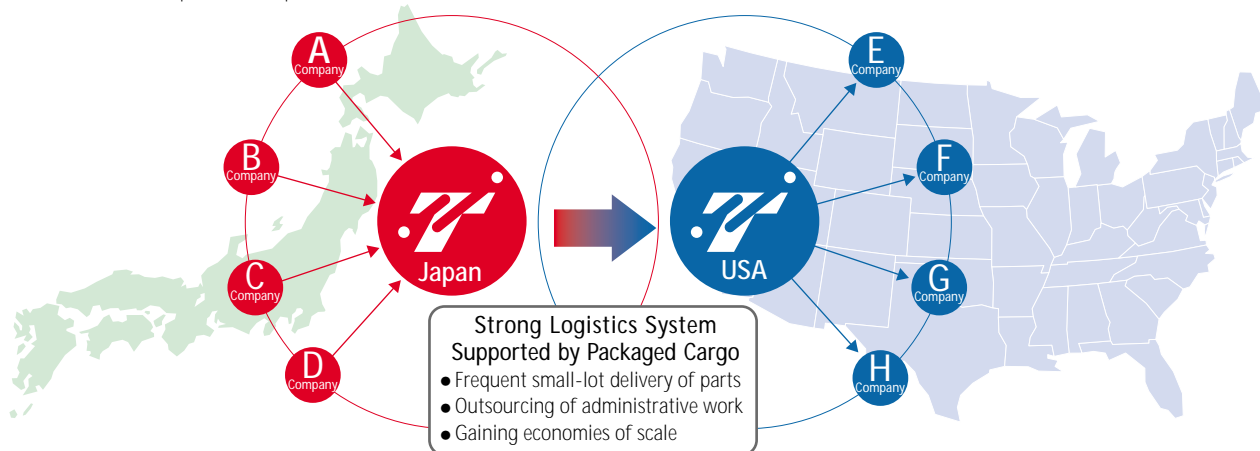 A
Company
B
Company
C
Company
D
Company
Japan
USA
E
Company
F
Company
G
Company
H
Company
Strong Logistics System
Supported by Packaged Cargo
● Frequent small-lot delivery of parts
● Outsourcing of administrative work
● Gaining economies of scale